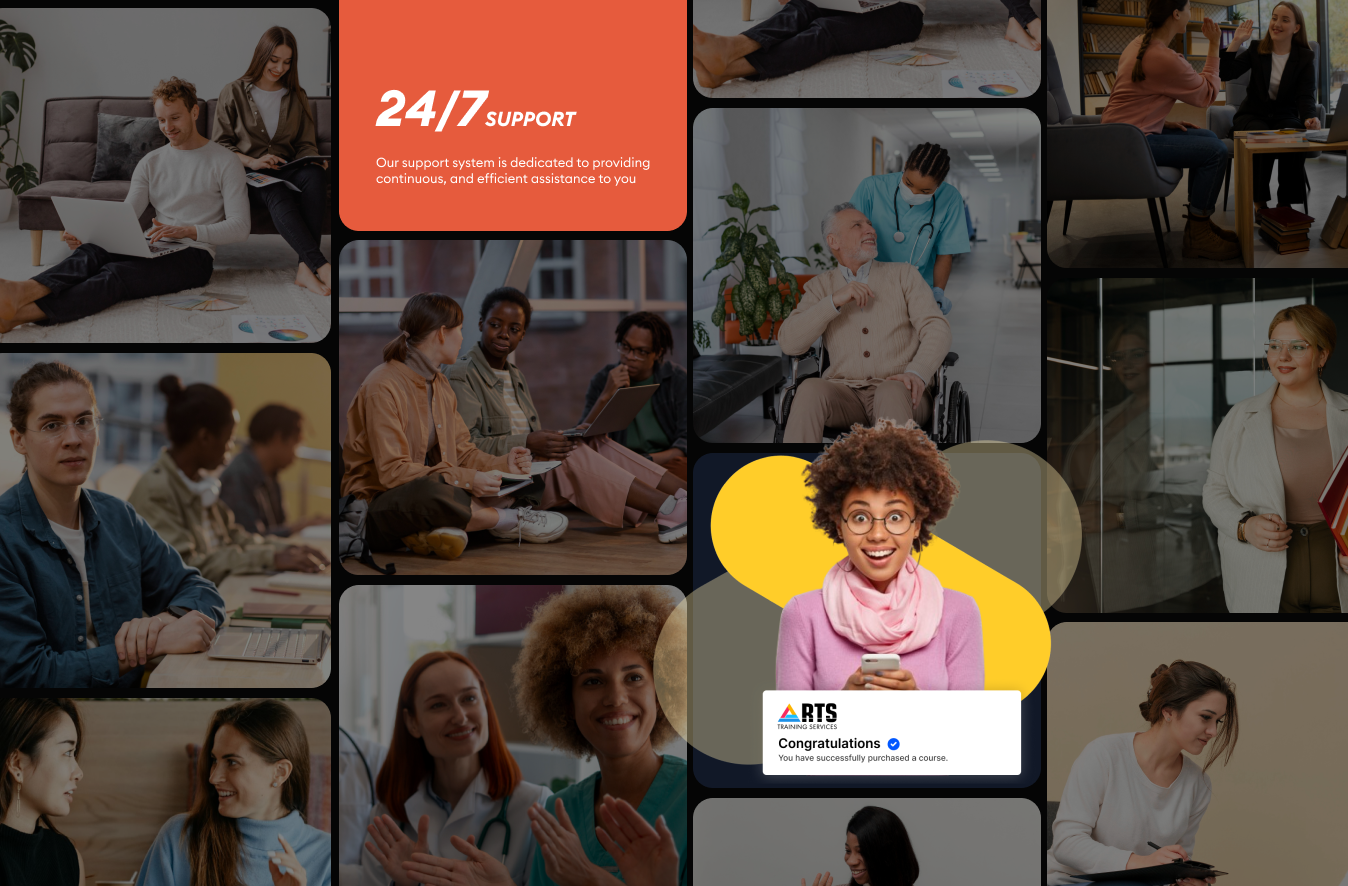 24/7 SUPPORT
Our support system is dedicated to providing
continuous, and efficient assistance to you
RTS
TRAINING SERVICES
Congratulations
You have successfully purchased a course.